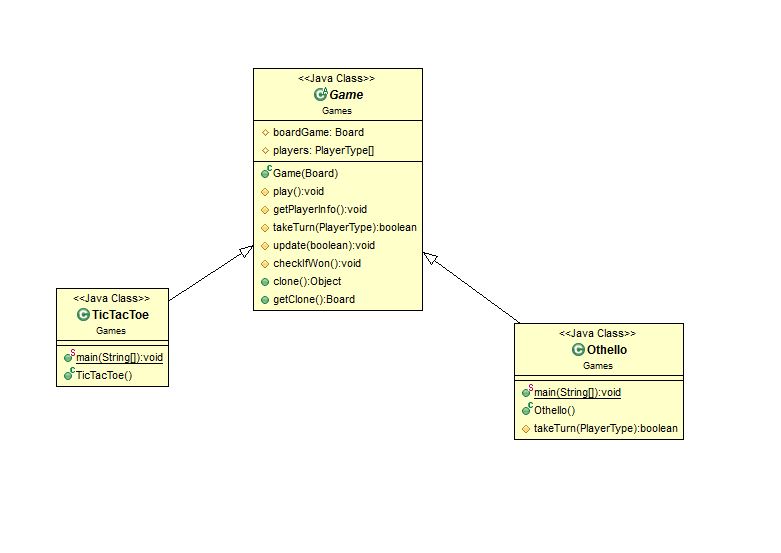 <<Java Class>>
Game
Games
boardGame: Board
players: PlayerType[]
Game(Board)
play():void
getPlayerInfo():void
takeTurn(PlayerType):boolean
update(boolean):void
checkIfWon():void
clone():Object
getClone():Board
<<Java Class>>
TicTacToe
Games
main(String[]):void
TicTacToe()
<<Java Class>>
Othello
Games
main(String[]):void
Othello()
takeTurn(PlayerType):boolean